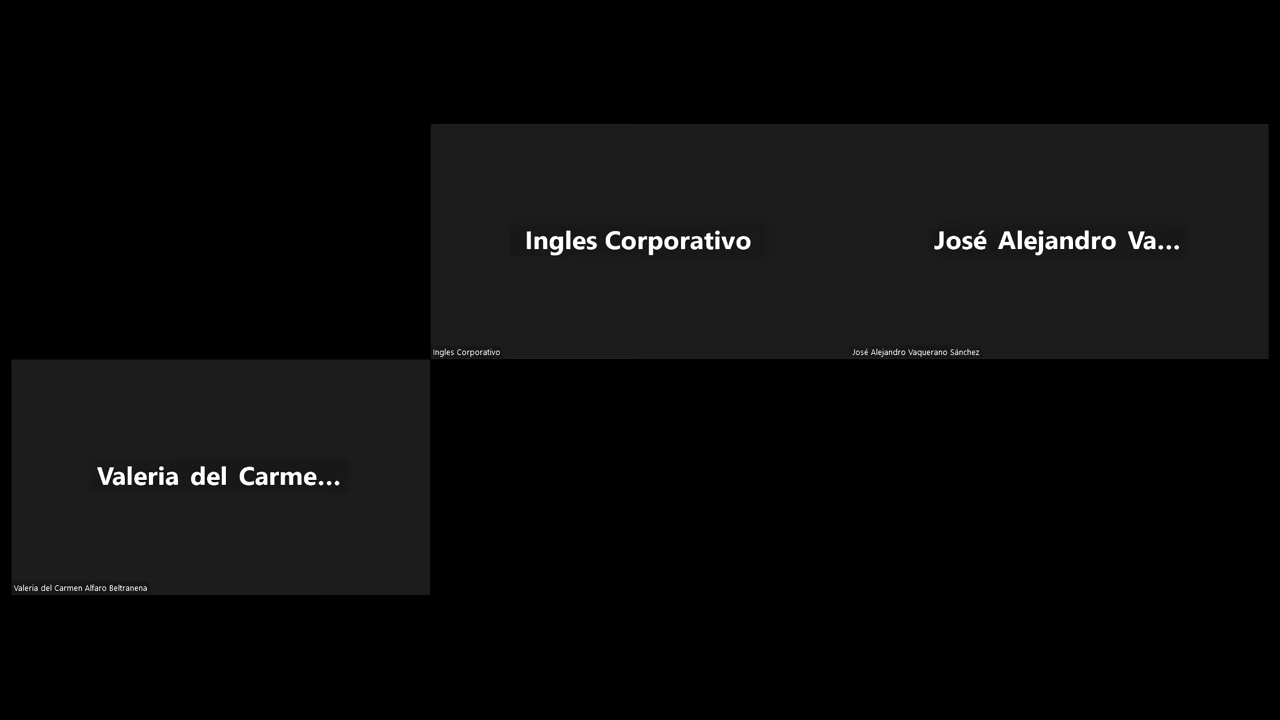 Ingles Corporativo
José Alejandro Va...
Ingles Corporativo
José Alejandro Vaquerano Sánchez
Valeria del Carme...
Valeria del Carmen Alfaro Beltranena